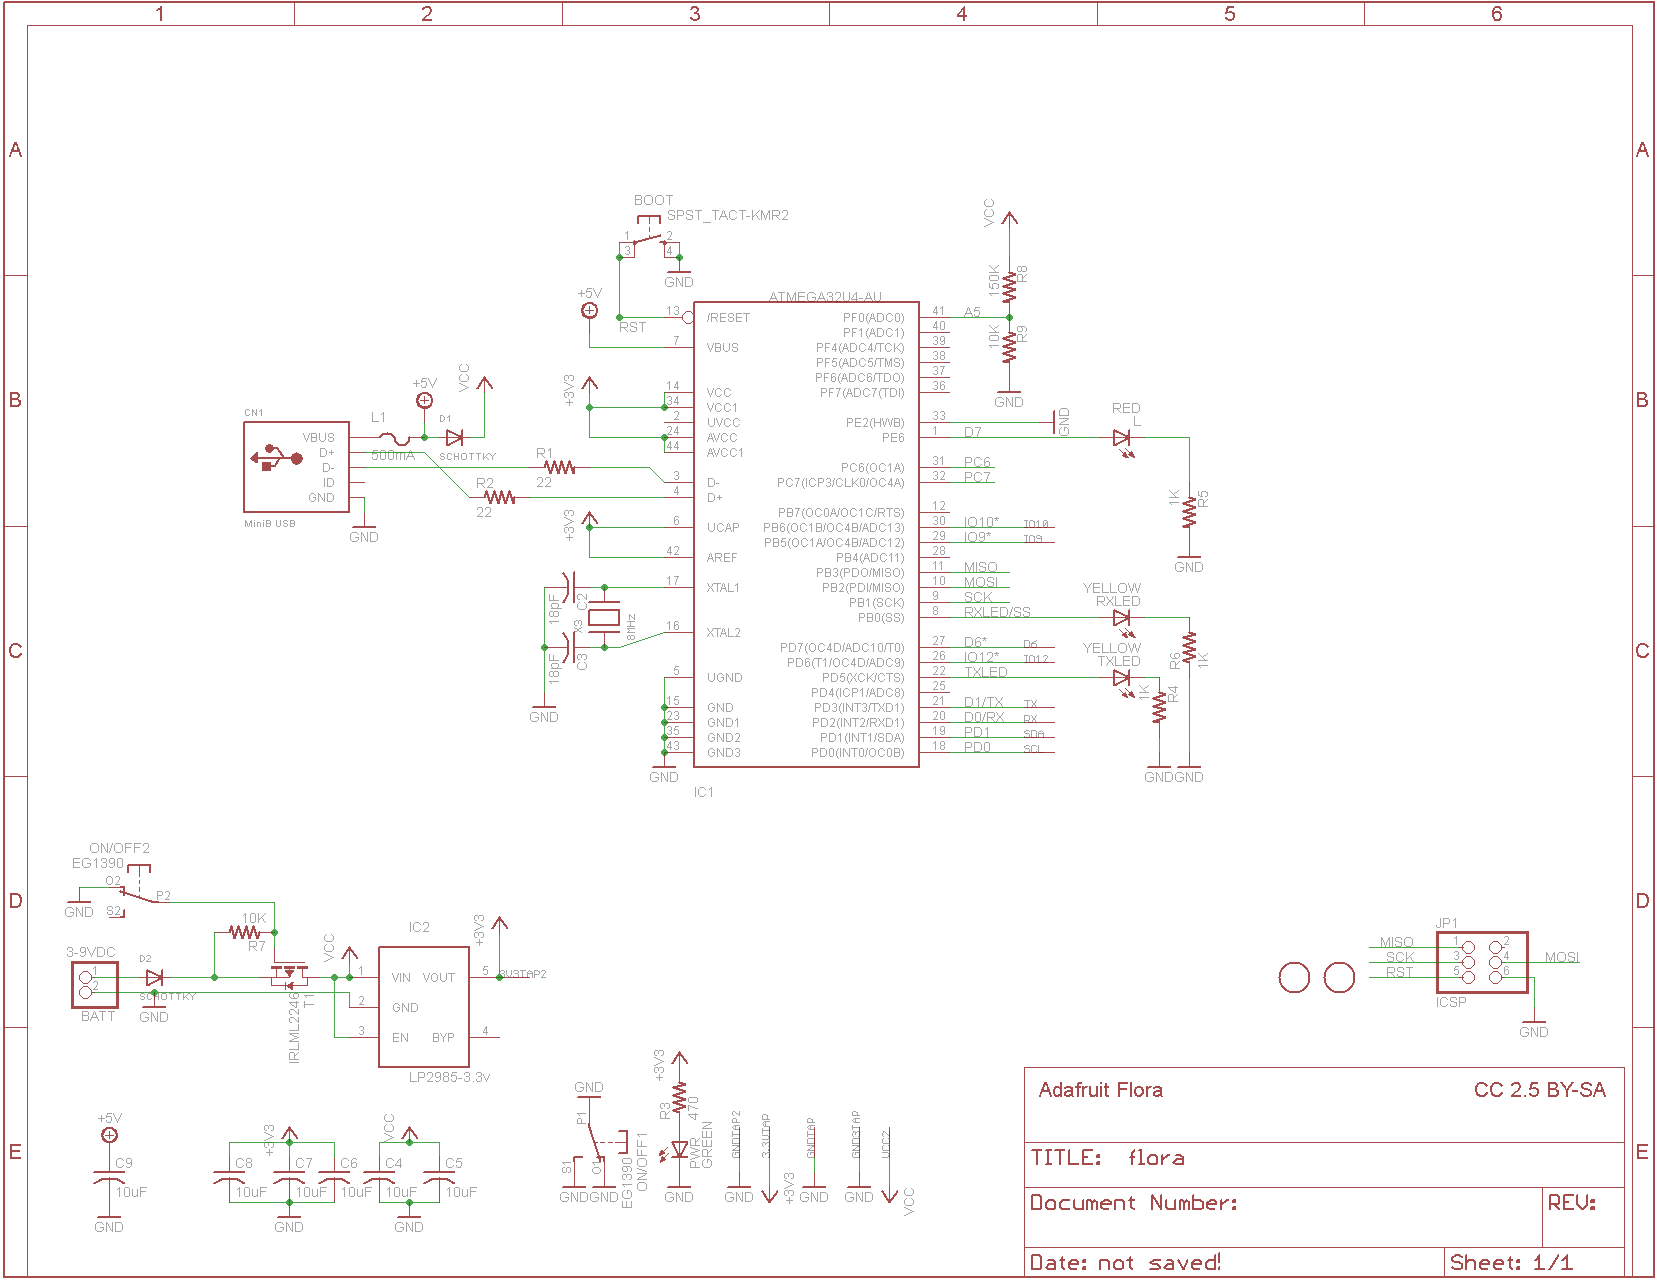 1 2 3 4 5 6
A A
BOOT
SPST_TACT-KMR2
1 2
3 4
GND
+5V
RST
VCC
150K R8
10K R9
GND
ATMEGA32U4-AU
13 /RESET
7 VBUS
+3V3
14 VCC
34 VCC1
2 UVCC
24 AVCC
44 AVCC1
3 D-
4 D+
6 UCAP
42 AREF
17 XTAL1
16 XTAL2
5 UGND
15 GND
23 GND1
35 GND2
43 GND3
GND
IC1
PF0(ADC0) 41 A5
PF1(ADC1) 40
PF4(ADC4/TCK) 39
PF5(ADC5/TMS) 38
PF6(ADC6/TDO) 37
PF7(ADC7(TDI) 36
PE2(HWB) 33 GND
PE6 1 D7
PC6(OC1A) 31 PC6
PC7(ICP3/CLK0/OC4A) 32 PC7
PB7(OC0A/OC1C/RTS) 12
PB6(OC1B/OC4B/ADC13) 30 IO10* IO10
PB5(OC1A/OC4B/ADC12) 29 IO9* IO9
PB4(ADC11) 28
PB3(PDO/MISO) 11 MISO
PB2(PDI/MISO) 10 MOSI
PB1(SCK) 9 SCK
PB0(SS) 8 RXLED/SS
PD7(OC4D/ADC10/T0) 27 D6* D6
PD6(T1/OC4D/ADC9) 26 IO12* IO12
PD5(XCK/CTS) 22 TXLED
PD4(ICP1/ADC8) 25
PD3(INT3/TXD1) 21 D1/TX TX
PD2(INT2/RXD1) 20 D0/RX RX
PD1(INT1/SDA) 19 PD1 SDA
PD0(INT0/OC0B) 18 PD0 SCL
B B
CN1
VBUS
D+
D-
ID
GND
MiniB USB
GND
L1
500mA
+5V
D1
SCHOTTKY
VCC
R1
22
R2
22
+3V3
RED
L
1K R5
GND
C C
18pF C2
18pF C3
X3
8MHz
GND
YELLOW
RXLED
YELLOW
TXLED
R6 1K
1K R4
GND GND
D D
ON/OFF2
EG1390
O2
P2
S2
GND
10K
R7
3-9VDC
1
2
BATT
D2
SCHOTTKY
GND
IRLML2246
T1
VCC
IC2
1 VIN VOUT 5
2 GND
3 EN BYP 4
LP2985-3.3v
+3V3
3V3TAP2
JP1
MISO 1 2
SCK 3 4 MOSI
RST 5 6
ICSP
GND
E E
+5V
C9
10uF
GND
+3V3
C8 C7 C6
10uF 10uF 10uF
GND
VCC
C4 C5
10uF 10uF
GND
GND
P1
S1 O1
GND GND
EG1390
ON/OFF1
+3V3
R3 470
PWR
GREEN
GND
GNDTAP2
GND
3.3VTAP
+3V3
GNDTAP
GND
GND3TAP
GND
VCC2
VCC
Adafruit Flora CC 2.5 BY-SA
TITLE: flora
Document Number: REV:
Date: not saved! Sheet: 1/1